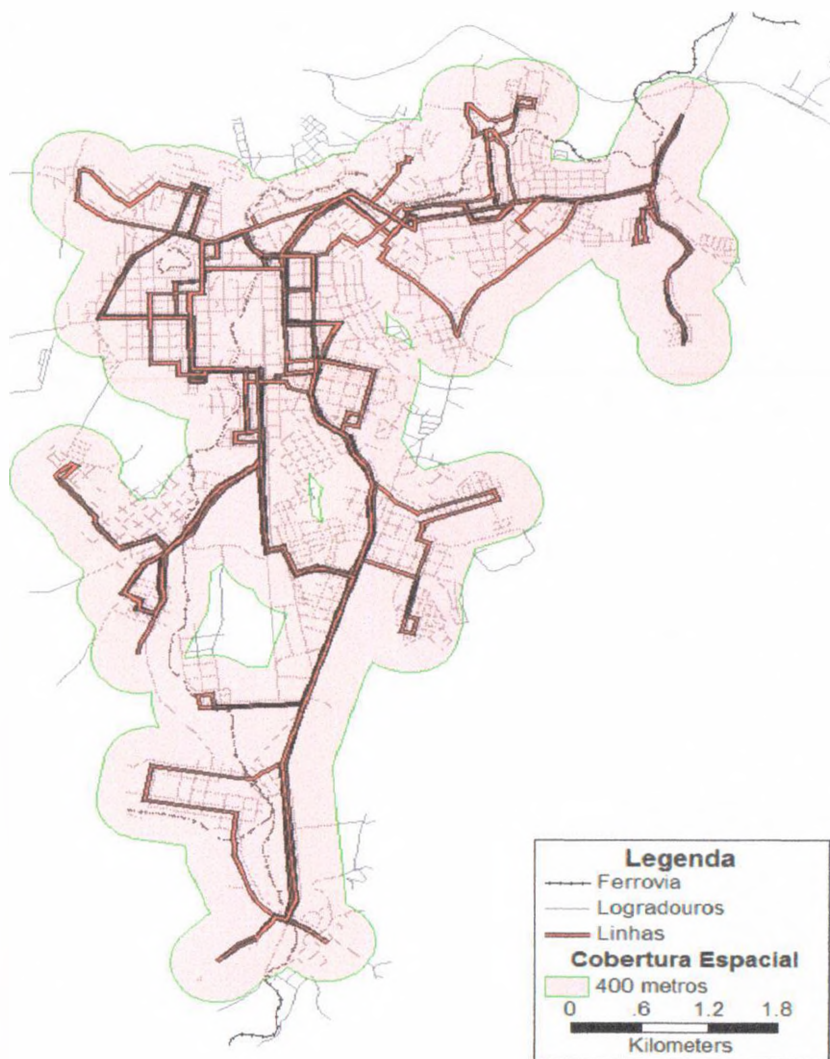 Legenda
Ferrovia
Logradouros
Linhas
Cobertura Espacial
400 metros
0 .6 1.2 1.8
Kilometers